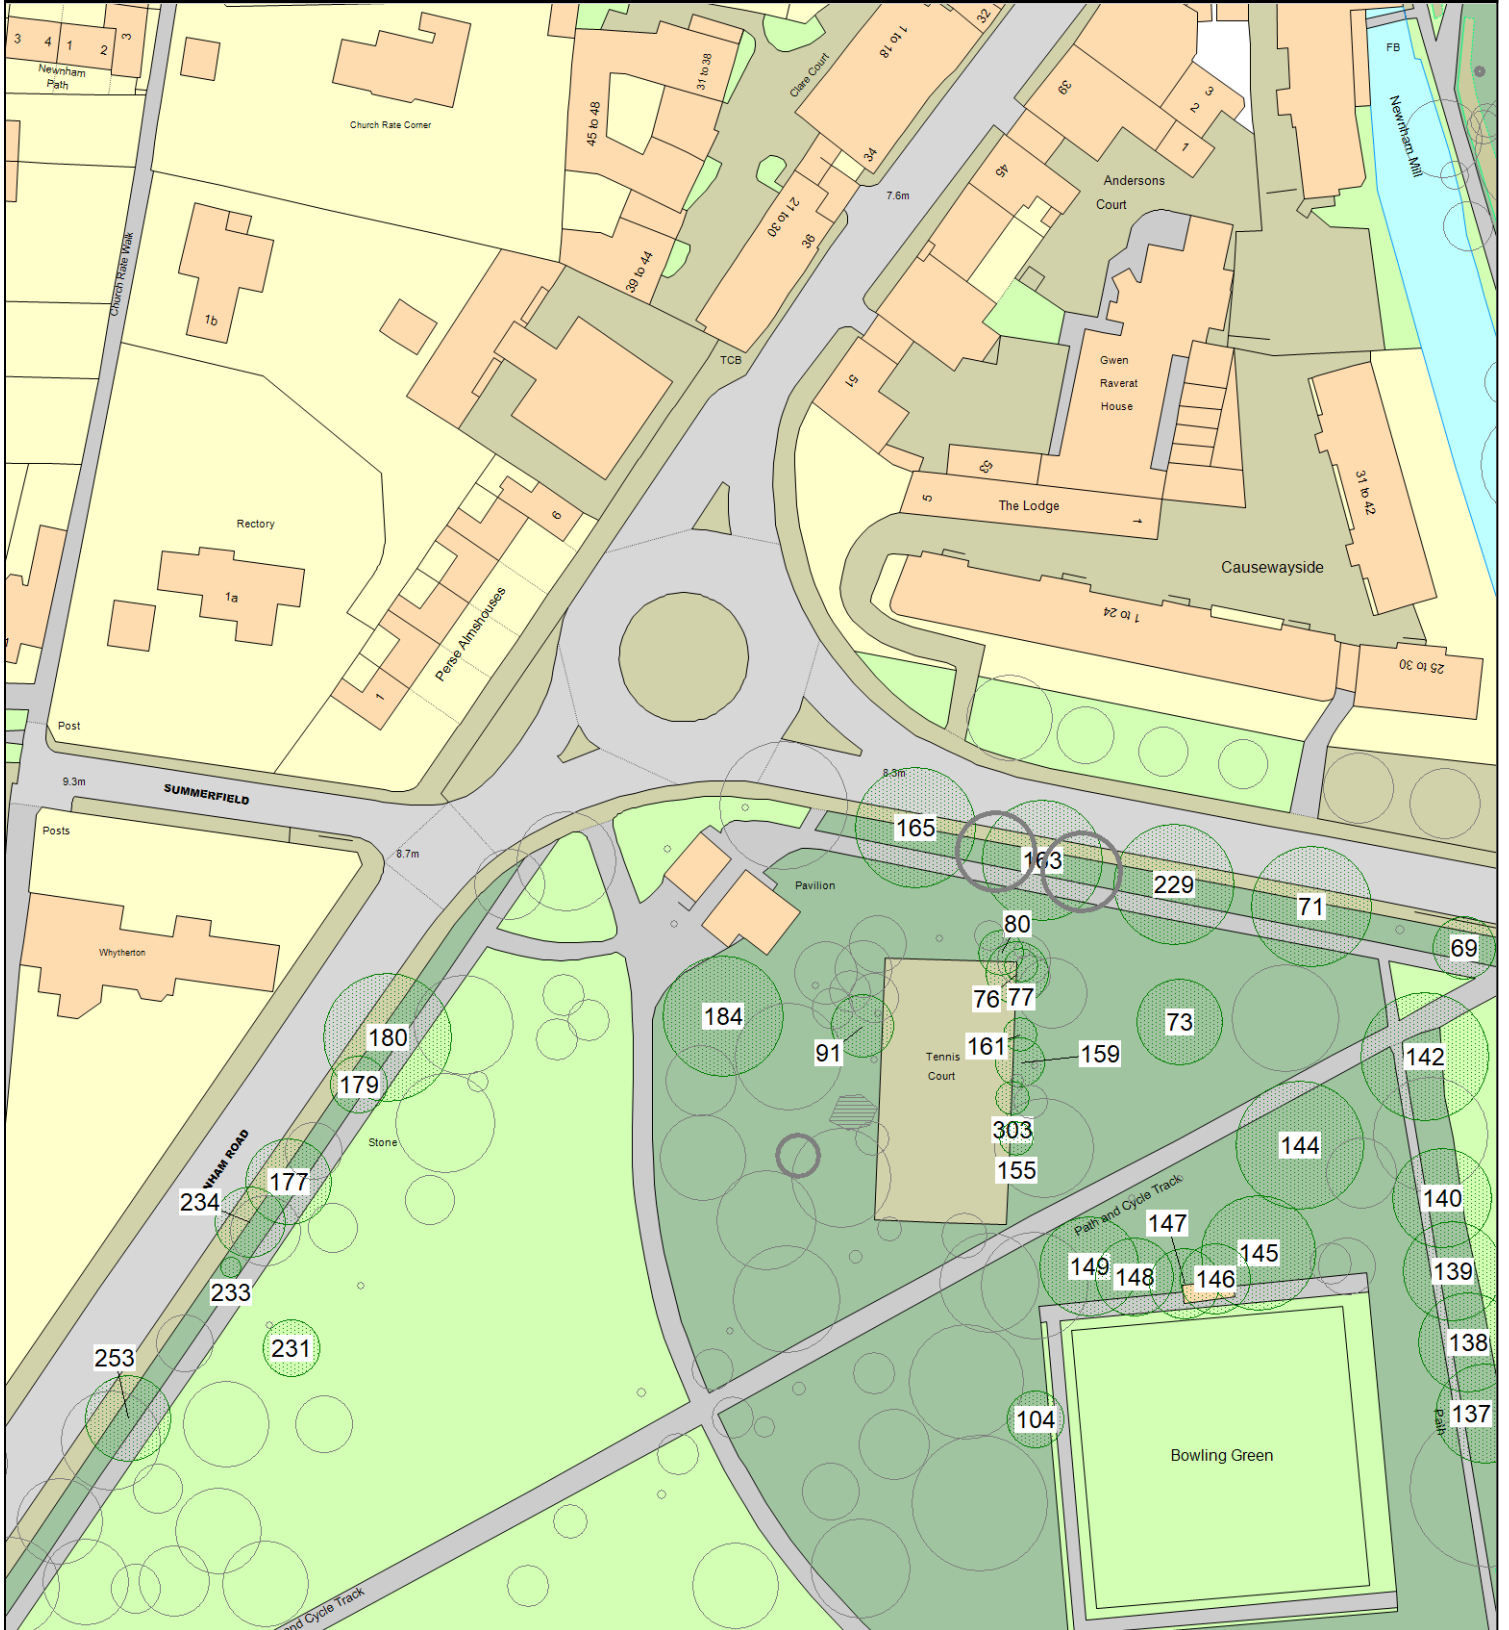 3 4 1 2 3
Newnham
Path
Church Rate Corner
45 to 48
31 to 38
Clare Court
1 to 18
32
34
39
3
2
1
FB
Newnham Mill
Andersons
Court
45
7.6m
21 to 30
36
39 to 44
Church Rate Walk
1b
TCB
51
Gwen
Raverat
House
53
5
The Lodge
1
31 to 42
Causewayside
Rectory
1a
6
Perse Almshouses
1
1 to 24
25 to 30
Post
9.3m
SUMMERFIELD
Posts
8.7m
8.3m
165
163
229
71
69
Pavilion
80
76
77
73
Whytherton
184
91
180
179
161
159
Tennis
Court
142
303
155
144
Stone
NHAM ROAD
177
234
233
231
253
Path and Cycle Track
147
149
148
146
145
140
139
138
137
Path
104
Bowling Green
and Cycle Track